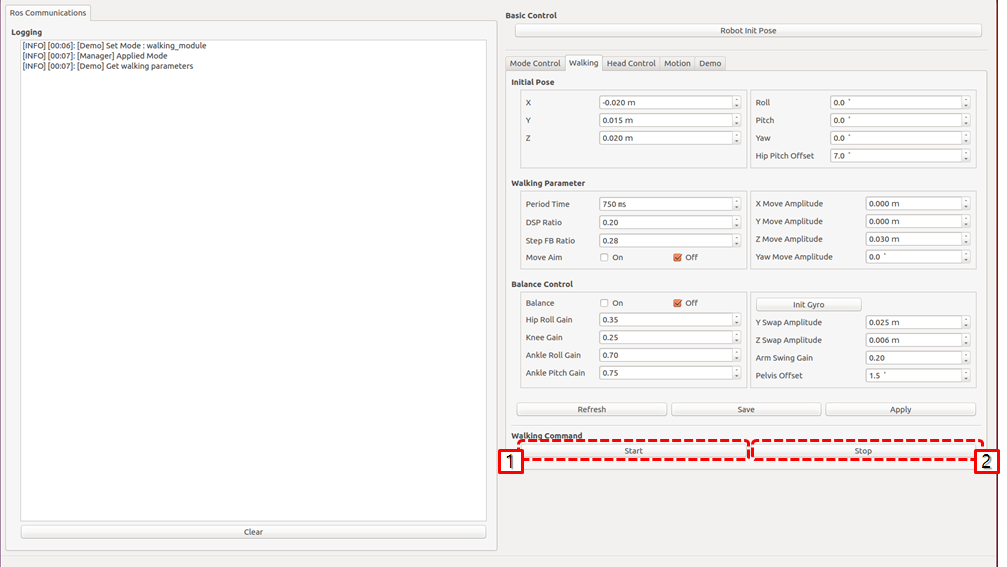 Ros Communications
Logging
[INFO] [00:06]: [Demo] Set Mode : walking_module
[INFO] [00:07]: [Manager] Applied Mode
[INFO] [00:07]: [Demo] Get walking parameters
Clear
Basic Control
Robot Init Pose
Mode Control Walking Head Control Motion Demo
Initial Pose
X -0.020 m
Y 0.015 m
Z 0.020 m
Roll 0.0 °
Pitch 0.0 °
Yaw 0.0 °
Hip Pitch Offset 7.0 °
Walking Parameter
Period Time 750 ms
DSP Ratio 0.20
Step FB Ratio 0.28
Move Aim On Off
X Move Amplitude 0.000 m
Y Move Amplitude 0.000 m
Z Move Amplitude 0.030 m
Yaw Move Amplitude 0.0 °
Balance Control
Balance On Off
Hip Roll Gain 0.35
Knee Gain 0.25
Ankle Roll Gain 0.70
Ankle Pitch Gain 0.75
Init Gyro
Y Swap Amplitude 0.025 m
Z Swap Amplitude 0.006 m
Arm Swing Gain 0.20
Pelvis Offset 1.5 °
Refresh Save Apply
Walking Command
1 Start Stop 2